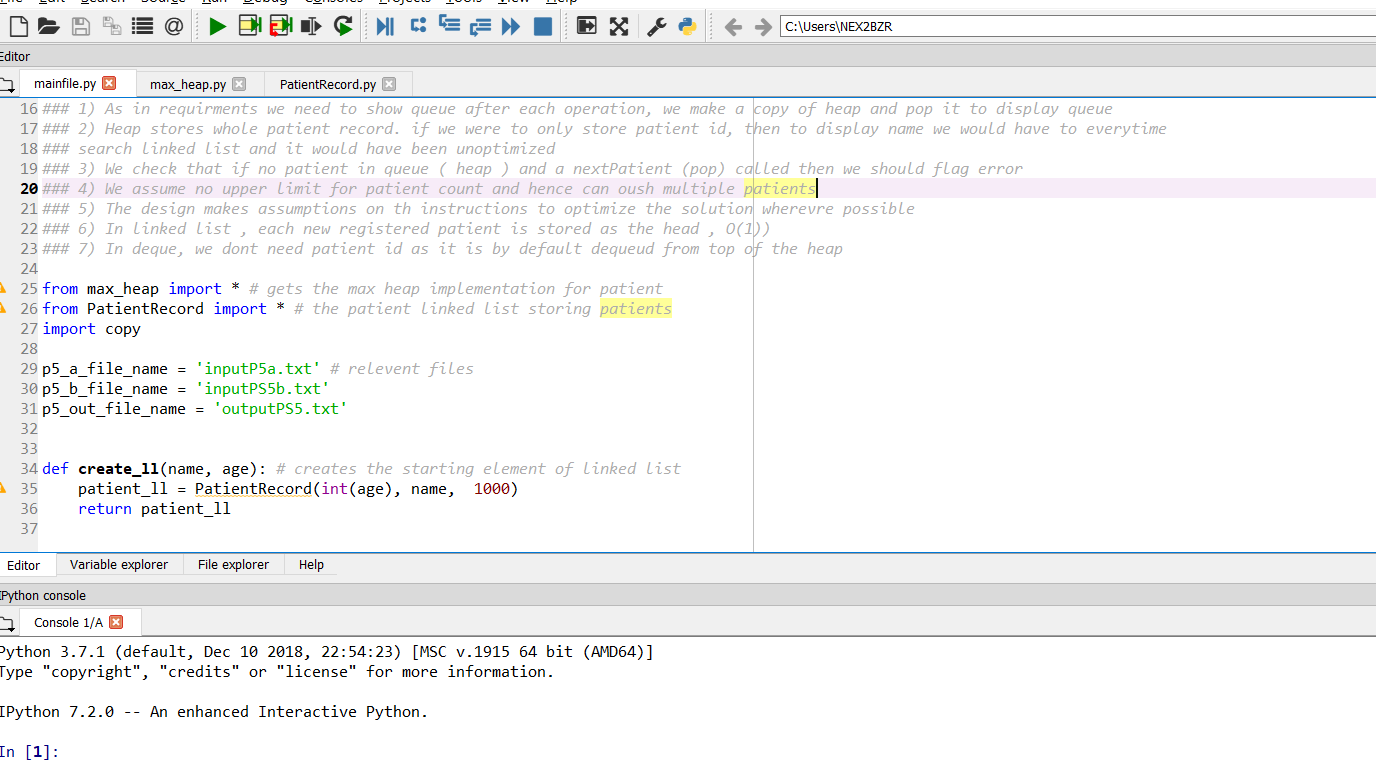 C:\Users\NEX2BZR
Editor
mainfile.py max_heap.py PatientRecord.py
16 ### 1) As in requirments we need to show queue after each operation, we make a copy of heap and pop it to display queue
17 ### 2) Heap stores whole patient record. if we were to only store patient id, then to display name we would have to everytime
18 ### search linked list and it would have been unoptimized
19 ### 3) We check that if no patient in queue ( heap ) and a nextPatient (pop) called then we should flag error
20 ### 4) We assume no upper limit for patient count and hence can oush multiple patients
21 ### 5) The design makes assumptions on th instructions to optimize the solution wherevre possible
22 ### 6) In linked list , each new registered patient is stored as the head , O(1))
23 ### 7) In deque, we dont need patient id as it is by default dequeud from top of the heap
24
25 from max_heap import * # gets the max heap implementation for patient
26 from PatientRecord import * # the patient linked list storing patients
27 import copy
28
29 p5_a_file_name = 'inputP5a.txt' # relevent files
30 p5_b_file_name = 'inputPS5b.txt'
31 p5_out_file_name = 'outputPS5.txt'
32
33
34 def create_ll(name, age): # creates the starting element of linked list
35     patient_ll = PatientRecord(int(age), name,  1000)
36     return patient_ll
37
Editor Variable explorer File explorer Help
IPython console
Console 1/A
Python 3.7.1 (default, Dec 10 2018, 22:54:23) [MSC v.1915 64 bit (AMD64)]
Type "copyright", "credits" or "license" for more information.
IPython 7.2.0 -- An enhanced Interactive Python.
In [1]: